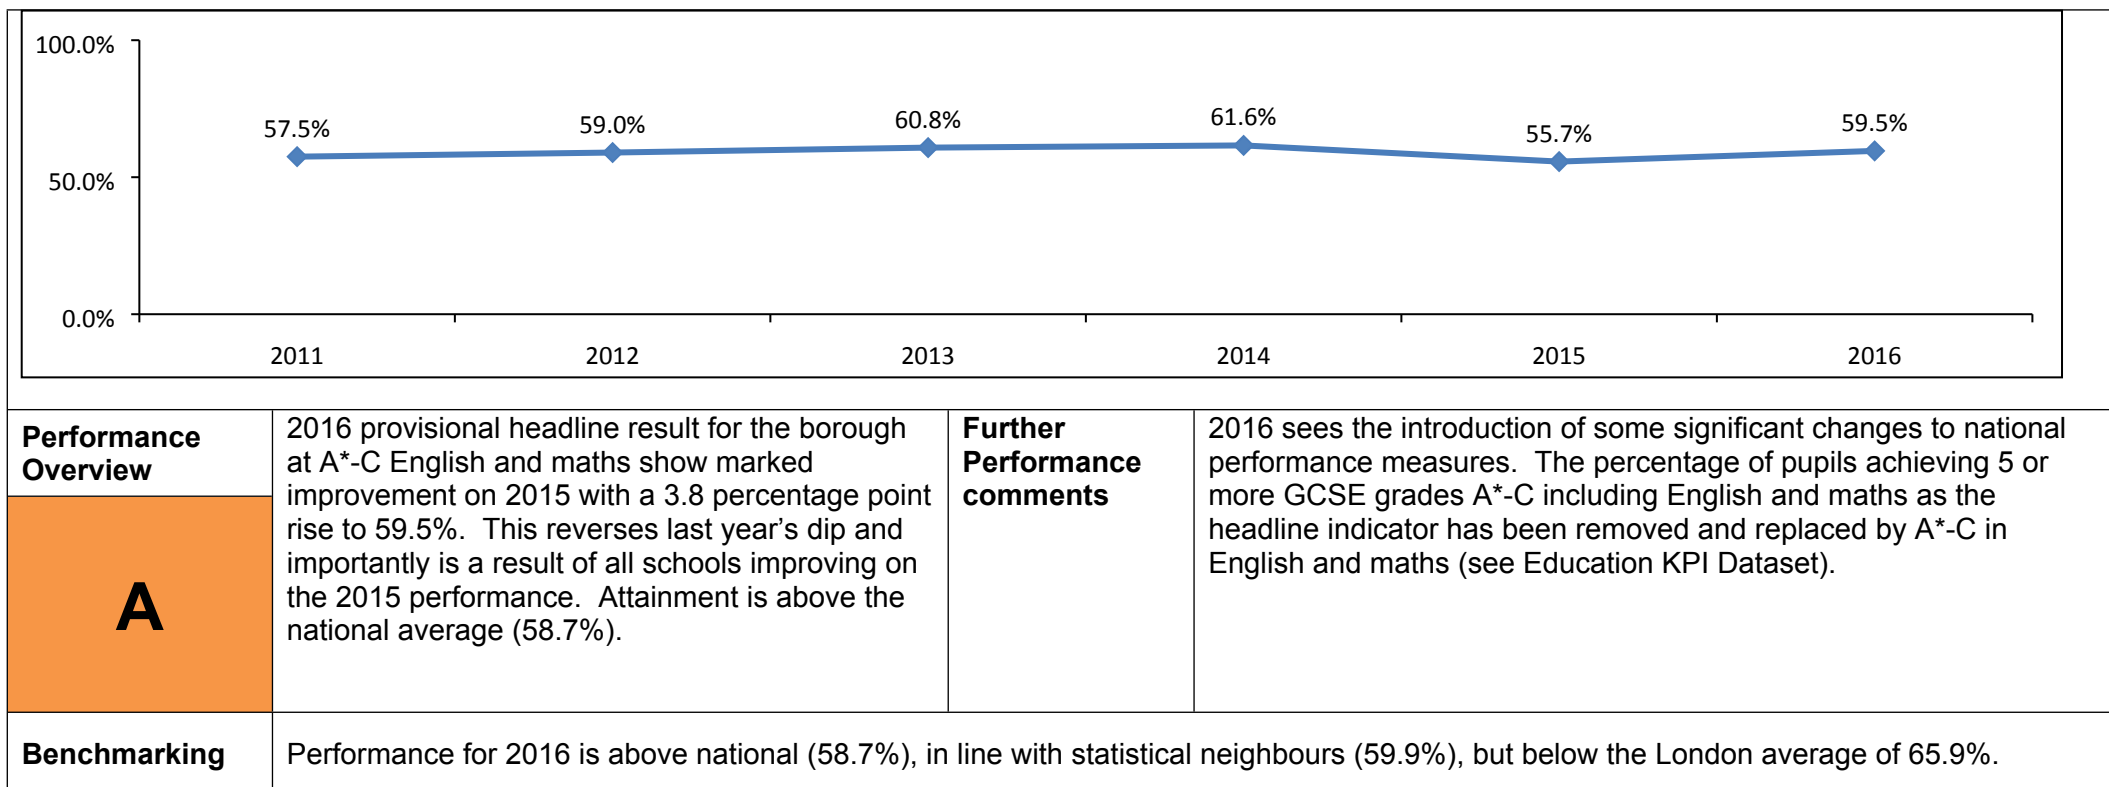 100.0%
50.0%
0.0%
57.5%
59.0%
60.8%
61.6%
55.7%
59.5%
2011
2012
2013
2014
2015
2016
Performance
Overview
A
2016 provisional headline result for the borough
at A*-C English and maths show marked
improvement on 2015 with a 3.8 percentage point
rise to 59.5%.  This reverses last year’s dip and
importantly is a result of all schools improving on
the 2015 performance.  Attainment is above the
national average (58.7%).
Further
Performance
comments
2016 sees the introduction of some significant changes to national
performance measures.  The percentage of pupils achieving 5 or
more GCSE grades A*-C including English and maths as the
headline indicator has been removed and replaced by A*-C in
English and maths (see Education KPI Dataset).
Benchmarking
Performance for 2016 is above national (58.7%), in line with statistical neighbours (59.9%), but below the London average of 65.9%.